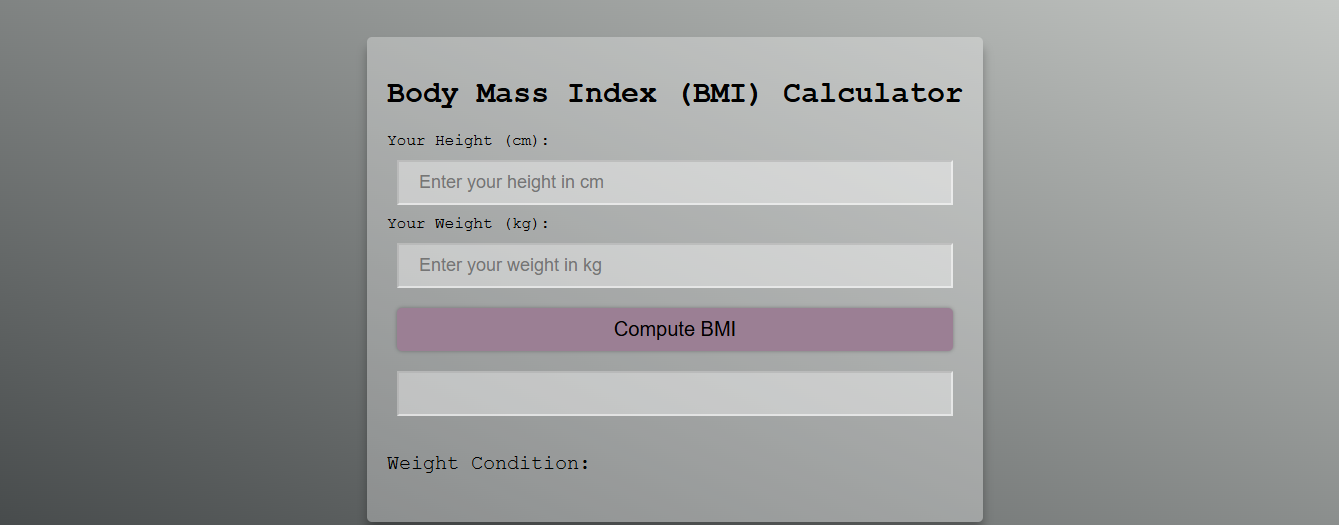 Body Mass Index (BMI) Calculator
Your Height (cm):
Enter your height in cm
Your Weight (kg):
Enter your weight in kg
Compute BMI
Weight Condition: